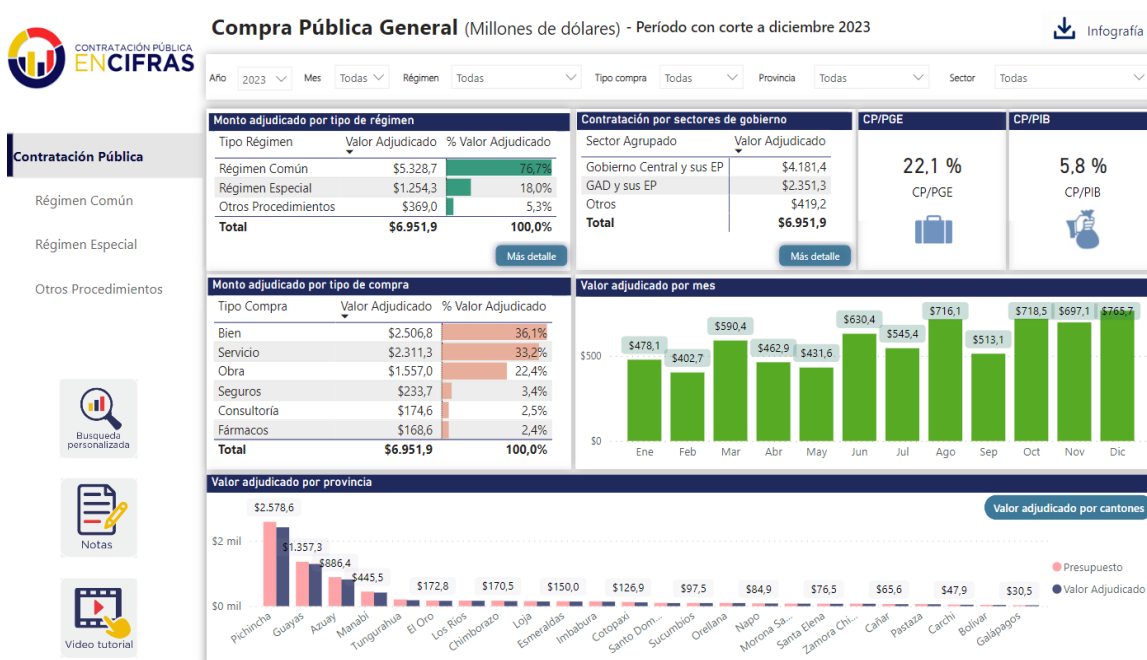 Compra Pública General (Millones de dólares) - Período con corte a diciembre 2023
Infografía
CONTRATACIÓN PÚBLICA
ENCIFRAS
Año 2023 Mes Todas Régimen Todas Tipo compra Todas Provincia Todas Sector Todas
Contratación Pública
Régimen Común
Régimen Especial
Otros Procedimientos
Busqueda
personalizada
Notas
Video tutorial
Monto adjudicado por tipo de régimen
Tipo Régimen Valor Adjudicado % Valor Adjudicado
Régimen Común $5.328,7 76,7%
Régimen Especial $1.254,3 18,0%
Otros Procedimientos $369,0 5,3%
Total $6.951,9 100,0%
Más detalle
Contratación por sectores de gobierno
Sector Agrupado Valor Adjudicado
Gobierno Central y sus EP $4.181,4
GAD y sus EP $2.351,3
Otros $419,2
Total $6.951,9
Más detalle
CP/PGE
22,1 %
CP/PGE
CP/PIB
5,8 %
CP/PIB
Monto adjudicado por tipo de compra
Tipo Compra Valor Adjudicado % Valor Adjudicado
Bien $2.506,8 36,1%
Servicio $2.311,3 33,2%
Obra $1.557,0 22,4%
Seguros $233,7 3,4%
Consultoría $174,6 2,5%
Fármacos $168,6 2,4%
Total $6.951,9 100,0%
Valor adjudicado por mes
$478,1 $402,7 $590,4 $462,9 $431,6 $630,4 $545,4 $716,1 $513,1 $718,5 $697,1 $765,7
$500
$0
Ene Feb Mar Abr May Jun Jul Ago Sep Oct Nov Dic
Valor adjudicado por provincia
Valor adjudicado por cantones
$2.578,6 $1.357,3 $886,4 $445,5 $172,8 $170,5 $150,0 $126,9 $97,5 $84,9 $76,5 $65,6 $47,9 $30,5
$2 mil
$0 mil
Presupuesto
Valor Adjudicado
Pichincha Guayas Azuay Manabí Tungurahua El Oro Los Ríos Chimborazo Loja Esmeraldas Imbabura Cotopaxi Santo Dom... Sucumbios Orellana Napo Morona Sa... Santa Elena Zamora Chi... Cañar Pastaza Carchi Bolívar Galápagos